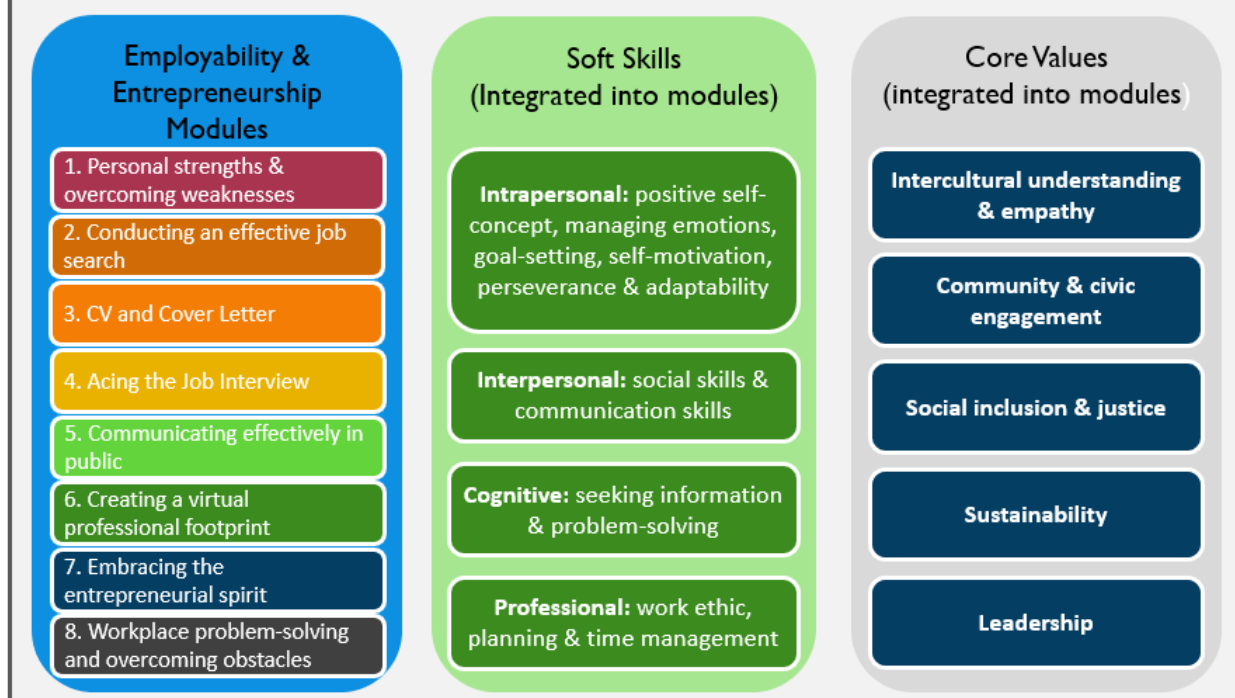 Employability &
Entrepreneurship
Modules
1. Personal strengths &
overcoming weaknesses
2. Conducting an effective job
search
3. CV and Cover Letter
4. Acing the Job Interview
5. Communicating effectively in
public
6. Creating a virtual
professional footprint
7. Embracing the
entrepreneurial spirit
8. Workplace problem-solving
and overcoming obstacles
Soft Skills
(Integrated into modules)
Intrapersonal: positive self-
concept, managing emotions,
goal-setting, self-motivation,
perseverance & adaptability
Interpersonal: social skills &
communication skills
Cognitive: seeking information
& problem-solving
Professional: work ethic,
planning & time management
Core Values
(integrated into modules)
Intercultural understanding
& empathy
Community & civic
engagement
Social inclusion & justice
Sustainability
Leadership